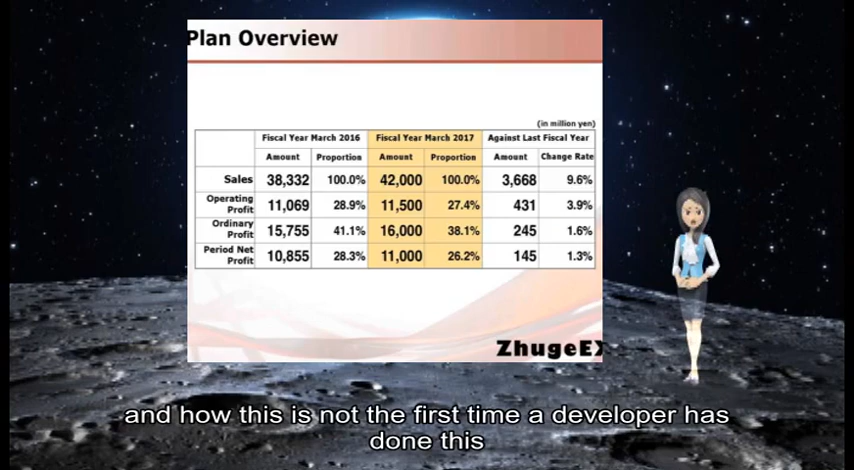 Plan Overview
(in million yen)
Fiscal Year March 2016 Fiscal Year March 2017 Against Last Fiscal Year
Amount Proportion Amount Proportion Amount Change Rate
Sales 38,332 100.0% 42,000 100.0% 3,668 9.6%
Operating
Profit 11,069 28.9% 11,500 27.4% 431 3.9%
Ordinary
Profit 15,755 41.1% 16,000 38.1% 245 1.6%
Period Net
Profit 10,855 28.3% 11,000 26.2% 145 1.3%
ZhugeEX
and how this is not the first time a developer has
done this